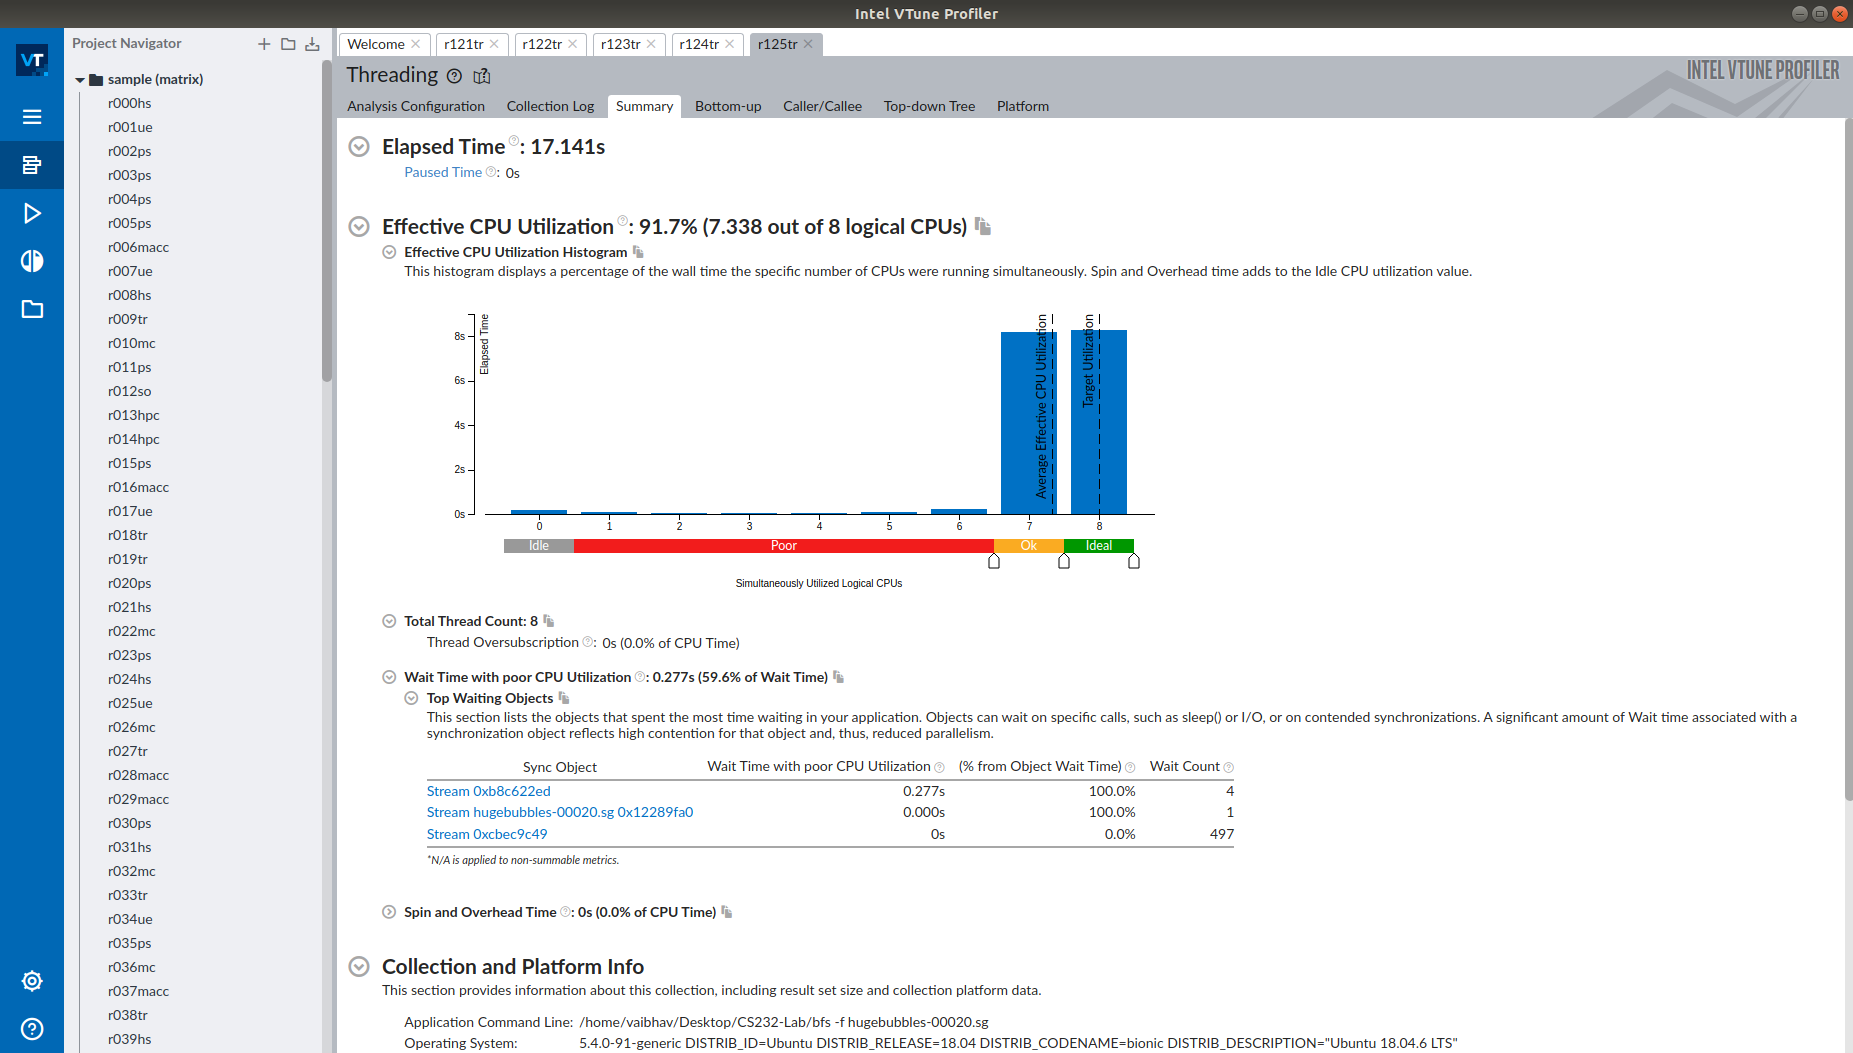 Intel VTune Profiler
VT
Project Navigator
sample (matrix)
r000hs
r001ue
r002ps
r003ps
r004ps
r005ps
r006macc
r007ue
r008hs
r009tr
r010mc
r011ps
r012so
r013hpc
r014hpc
r015ps
r016macc
r017ue
r018tr
r019tr
r020ps
r021hs
r022mc
r023ps
r024hs
r025ue
r026mc
r027tr
r028macc
r029macc
r030ps
r031hs
r032mc
r033tr
r034ue
r035ps
r036mc
r037macc
r038tr
r039hs
Welcome r121tr r122tr r123tr r124tr r125tr
Threading
INTEL VTUNE PROFILER
Analysis Configuration Collection Log Summary Bottom-up Caller/Callee Top-down Tree Platform
Elapsed Time : 17.141s
Paused Time : 0s
Effective CPU Utilization : 91.7% (7.338 out of 8 logical CPUs)
Effective CPU Utilization Histogram
This histogram displays a percentage of the wall time the specific number of CPUs were running simultaneously. Spin and Overhead time adds to the Idle CPU utilization value.
Elapsed Time
8s
6s
4s
2s
0s
Average Effective CPU Utilization
Target Utilization
0 1 2 3 4 5 6 7 8
Idle Poor Ok Ideal
Simultaneously Utilized Logical CPUs
Total Thread Count: 8
Thread Oversubscription : 0s (0.0% of CPU Time)
Wait Time with poor CPU Utilization : 0.277s (59.6% of Wait Time)
Top Waiting Objects
This section lists the objects that spent the most time waiting in your application. Objects can wait on specific calls, such as sleep() or I/O, or on contended synchronizations. A significant amount of Wait time associated with a
synchronization object reflects high contention for that object and, thus, reduced parallelism.
Sync Object Wait Time with poor CPU Utilization (% from Object Wait Time) Wait Count
Stream 0xb8c622ed 0.277s 100.0% 4
Stream hugebubbles-00020.sg 0x12289fa0 0.000s 100.0% 1
Stream 0xcbec9c49 0s 0.0% 497
*N/A is applied to non-summable metrics.
Spin and Overhead Time : 0s (0.0% of CPU Time)
Collection and Platform Info
This section provides information about this collection, including result set size and collection platform data.
Application Command Line: /home/vaibhav/Desktop/CS232-Lab/bfs -f hugebubbles-00020.sg
Operating System: 5.4.0-91-generic DISTRIB_ID=Ubuntu DISTRIB_RELEASE=18.04 DISTRIB_CODENAME=bionic DISTRIB_DESCRIPTION="Ubuntu 18.04.6 LTS"